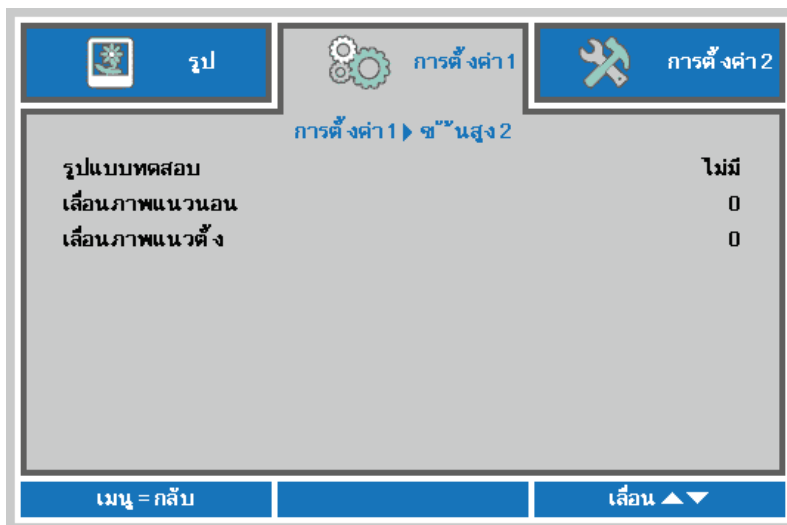 รูป
การตั้งค่า 1
การตั้งค่า 2
การตั้งค่า 1 ▶ ขั้นสูง 2
รูปแบบทดสอบ ไม่มี
เลื่อนภาพแนวนอน 0
เลื่อนภาพแนวตั้ง 0
เมนู = กลับ
เลื่อน ▲▼